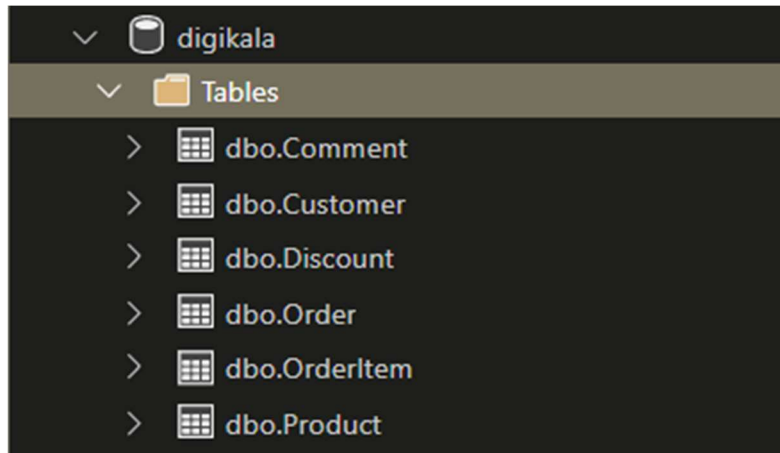 digikala
Tables
dbo.Comment
dbo.Customer
dbo.Discount
dbo.Order
dbo.OrderItem
dbo.Product